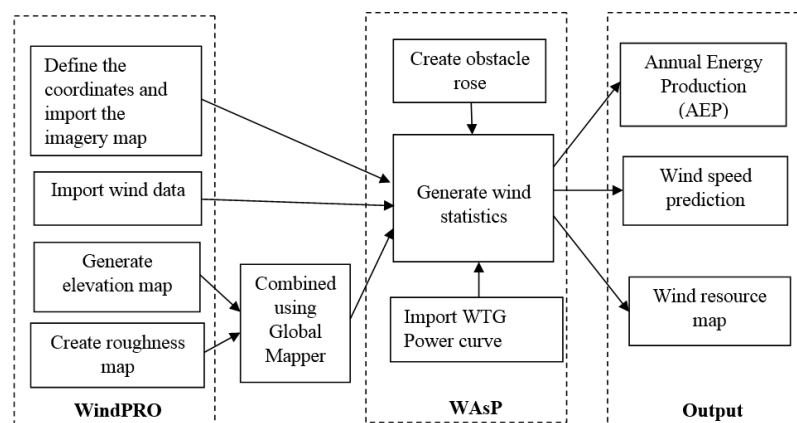 Define the
coordinates and
import the
imagery map
Import wind data
Generate
elevation map
Create roughness
map
WindPRO
Combined
using
Global
Mapper
Create obstacle
rose
Generate wind
statistics
Import WTG
Power curve
WAsP
Annual Energy
Production
(AEP)
Wind speed
prediction
Wind resource
map
Output